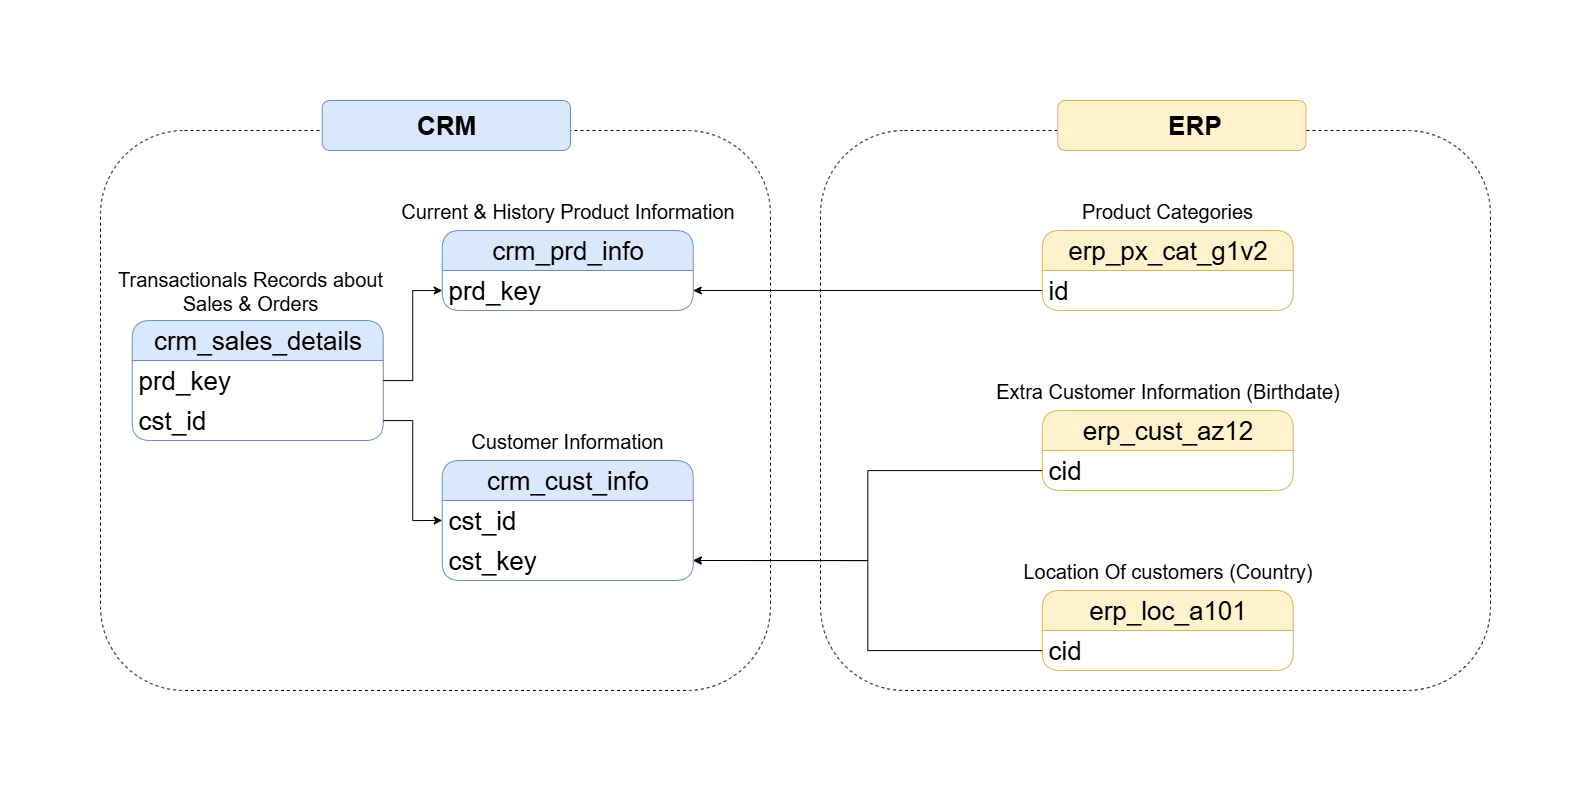 CRM
Current & History Product Information
crm_prd_info
prd_key
Transactionals Records about
Sales & Orders
crm_sales_details
prd_key
cst_id
Customer Information
crm_cust_info
cst_id
cst_key
ERP
Product Categories
erp_px_cat_g1v2
id
Extra Customer Information (Birthdate)
erp_cust_az12
cid
Location Of customers (Country)
erp_loc_a101
cid